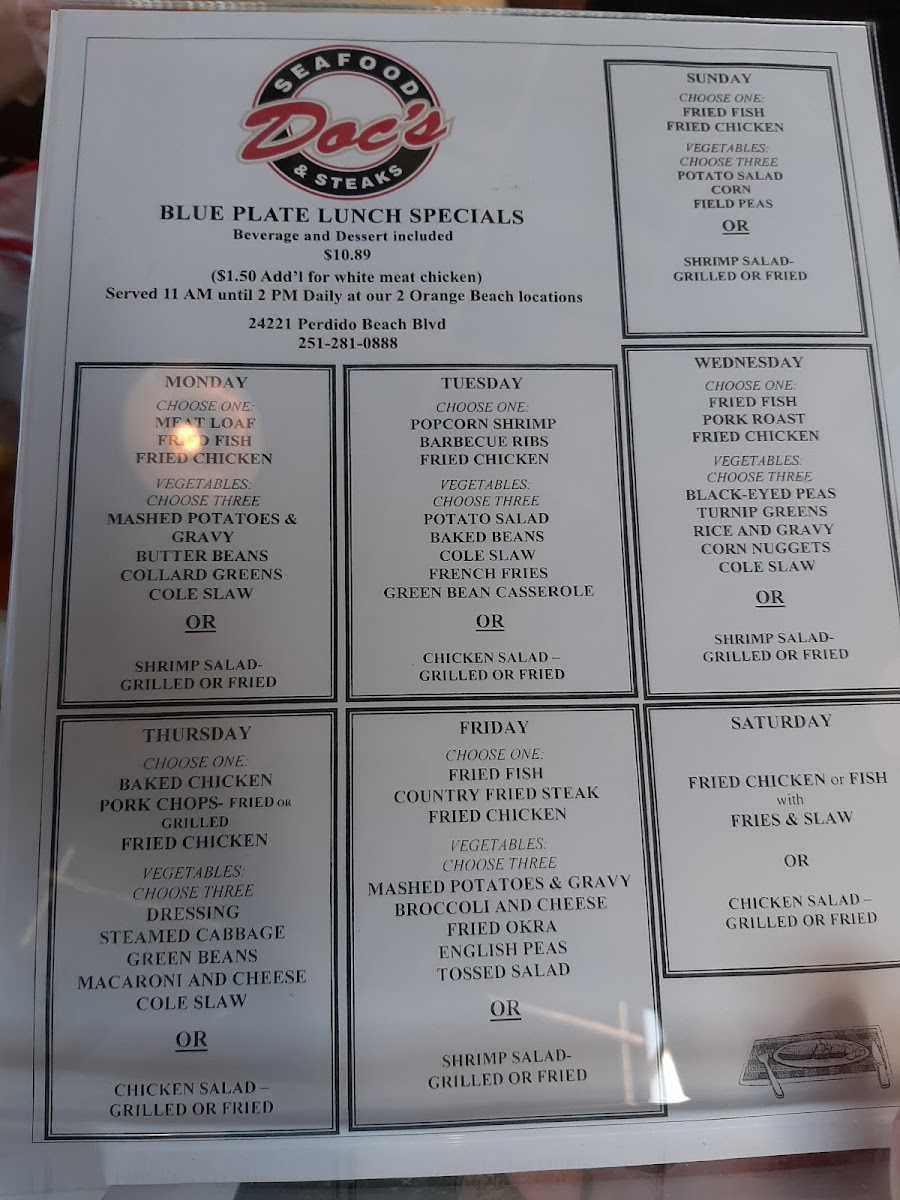 SEAFOOD
Doc's
& STEAKS
BLUE PLATE LUNCH SPECIALS
Beverage and Dessert included
$10.89
($1.50 Add'l for white meat chicken)
Served 11 AM until 2 PM Daily at our 2 Orange Beach locations
24221 Perdido Beach Blvd
251-281-0888
SUNDAY
CHOOSE ONE:
FRIED FISH
FRIED CHICKEN
VEGETABLES:
CHOOSE THREE
POTATO SALAD
CORN
FIELD PEAS
OR
SHRIMP SALAD-
GRILLED OR FRIED
MONDAY
CHOOSE ONE:
MEAT LOAF
FRIED FISH
FRIED CHICKEN
VEGETABLES:
CHOOSE THREE
MASHED POTATOES &
GRAVY
BUTTER BEANS
COLLARD GREENS
COLE SLAW
OR
SHRIMP SALAD-
GRILLED OR FRIED
TUESDAY
CHOOSE ONE:
POPCORN SHRIMP
BARBECUE RIBS
FRIED CHICKEN
VEGETABLES:
CHOOSE THREE
POTATO SALAD
BAKED BEANS
COLE SLAW
FRENCH FRIES
GREEN BEAN CASSEROLE
OR
CHICKEN SALAD –
GRILLED OR FRIED
WEDNESDAY
CHOOSE ONE:
FRIED FISH
PORK ROAST
FRIED CHICKEN
VEGETABLES:
CHOOSE THREE
BLACK-EYED PEAS
TURNIP GREENS
RICE AND GRAVY
CORN NUGGETS
COLE SLAW
OR
SHRIMP SALAD-
GRILLED OR FRIED
THURSDAY
CHOOSE ONE:
BAKED CHICKEN
PORK CHOPS- FRIED OR
GRILLED
FRIED CHICKEN
VEGETABLES:
CHOOSE THREE
DRESSING
STEAMED CABBAGE
GREEN BEANS
MACARONI AND CHEESE
COLE SLAW
OR
CHICKEN SALAD –
GRILLED OR FRIED
FRIDAY
CHOOSE ONE:
FRIED FISH
COUNTRY FRIED STEAK
FRIED CHICKEN
VEGETABLES:
CHOOSE THREE
MASHED POTATOES & GRAVY
BROCCOLI AND CHEESE
FRIED OKRA
ENGLISH PEAS
TOSSED SALAD
OR
SHRIMP SALAD-
GRILLED OR FRIED
SATURDAY
FRIED CHICKEN or FISH
with
FRIES & SLAW
OR
CHICKEN SALAD –
GRILLED OR FRIED